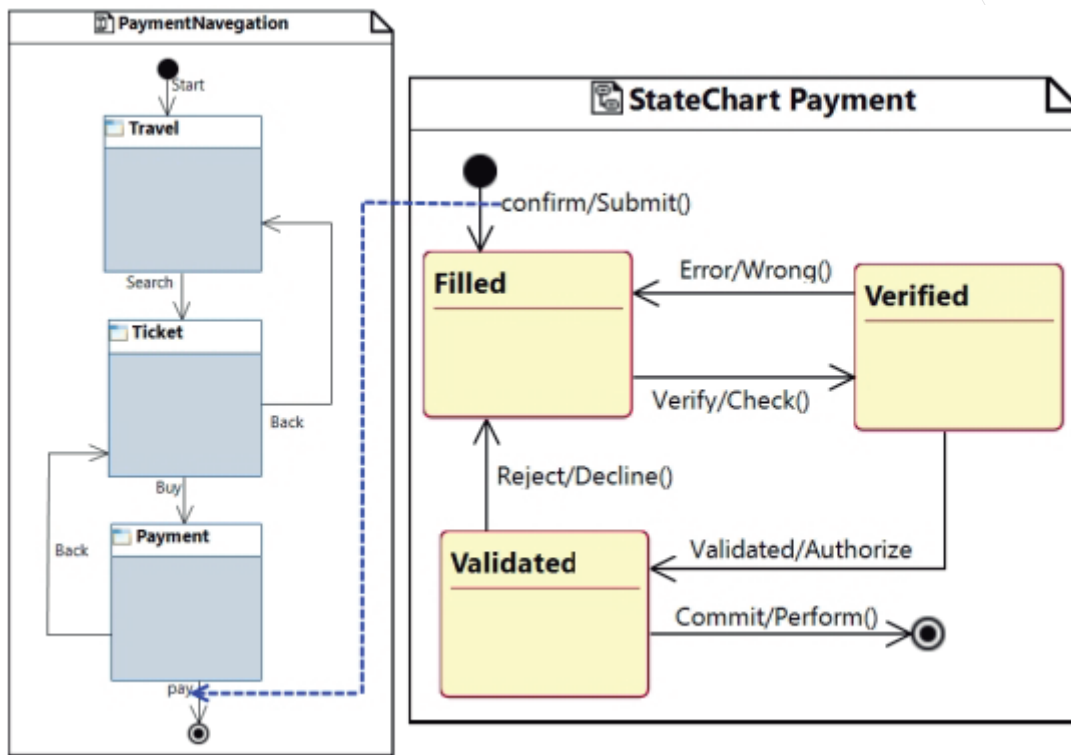 PaymentNavegation
Start
Travel
Search
Ticket
Back
Buy
Payment
Back
pay
StateChart Payment
confirm/Submit()
Filled
Error/Wrong()
Verified
Verify/Check()
Reject/Decline()
Validated
Validated/Authorize
Commit/Perform()